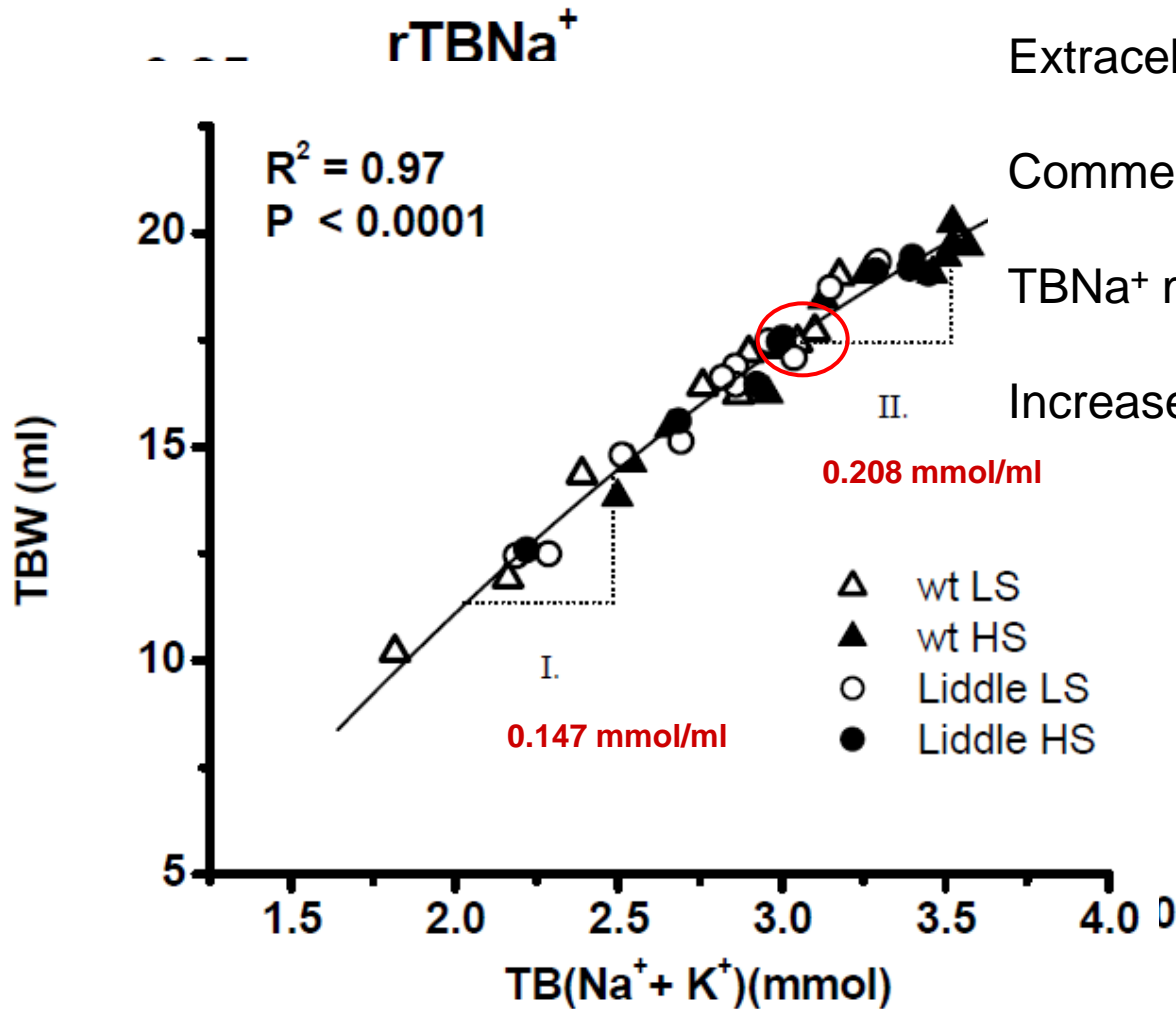 rTBNa⁺
Extracel
R² = 0.97
P < 0.0001
Comme
TBNa⁺ r
Increase
TBW (ml)
20
15
10
5
II.
0.208 mmol/ml
I.
0.147 mmol/ml
wt LS
wt HS
Liddle LS
Liddle HS
1.5 2.0 2.5 3.0 3.5 4.0
TB(Na⁺+ K⁺)(mmol)